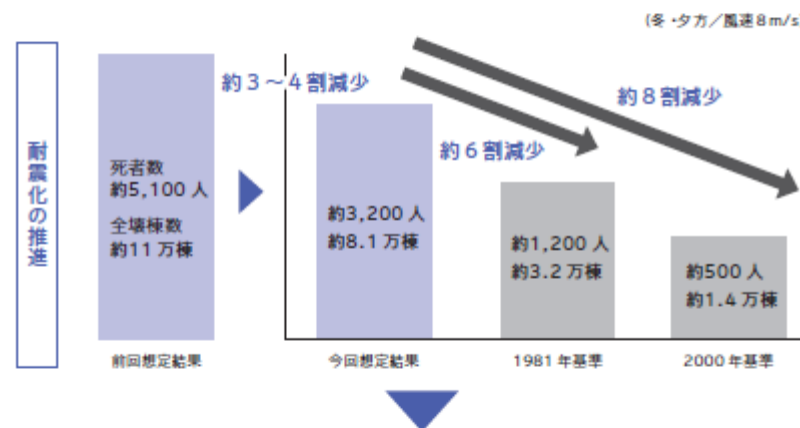 (冬・夕方／風速8m/s
耐震化の推進
約3～4割減少
約8割減少
約6割減少
死者数
約5,100人
全壊棟数
約11万棟
約3,200人
約8.1万棟
約1,200人
約3.2万棟
約500人
約1.4万棟
前回想定結果
今回想定結果
1981年基準
2000年基準